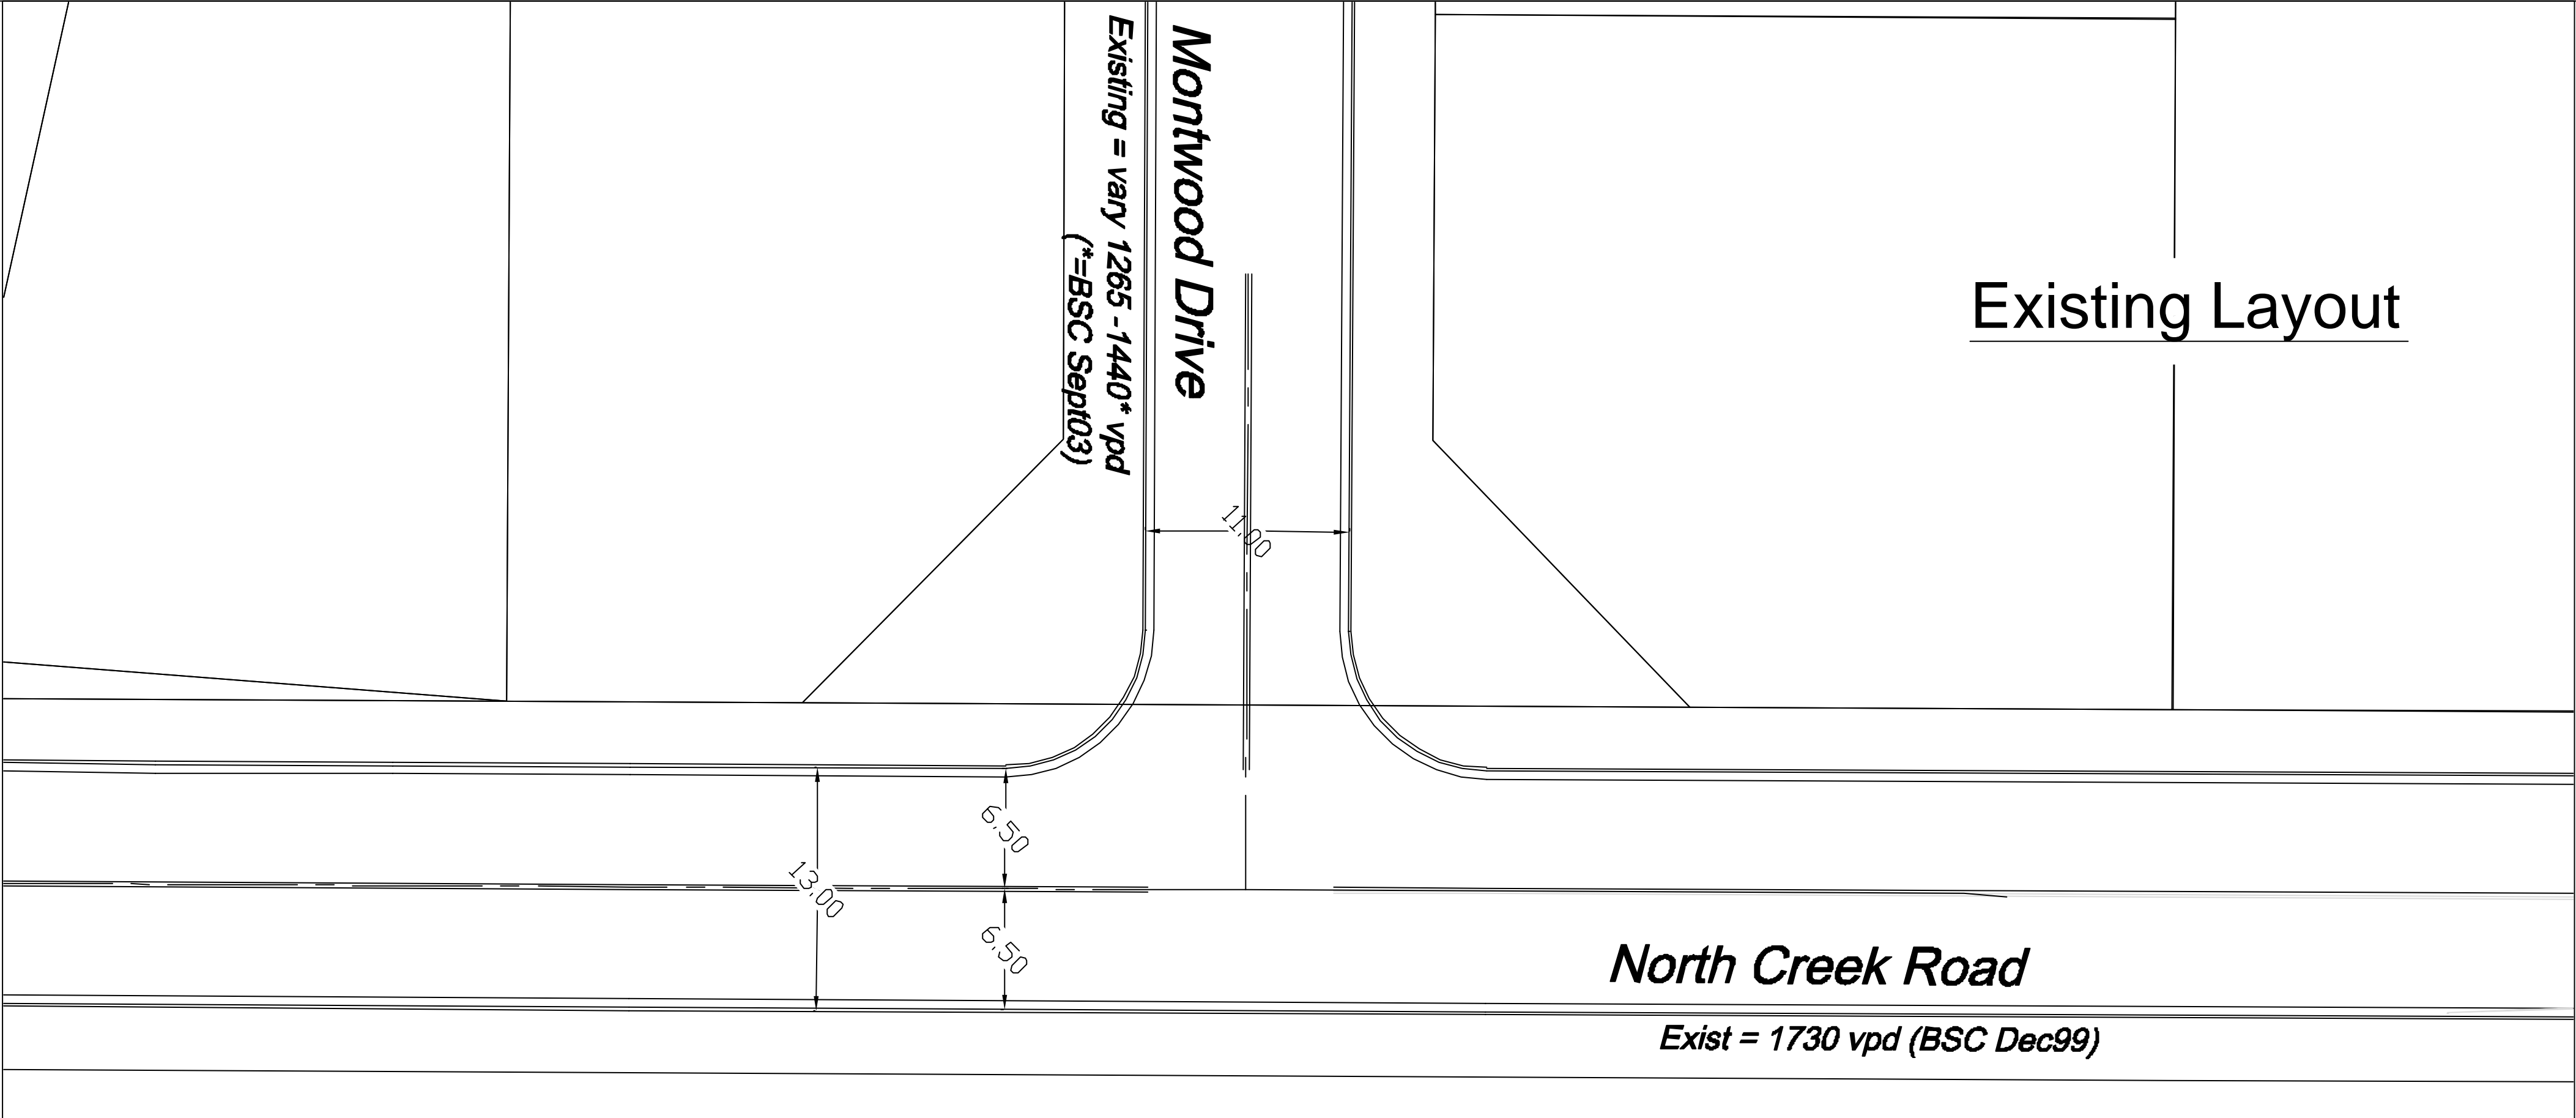 Montwood Drive
Existing = vary 1265 -1440* vpd
(*=BSC Sept03)
Existing Layout
11,00
6,50
13,00
6,50
North Creek Road
Exist = 1730 vpd (BSC Dec99)